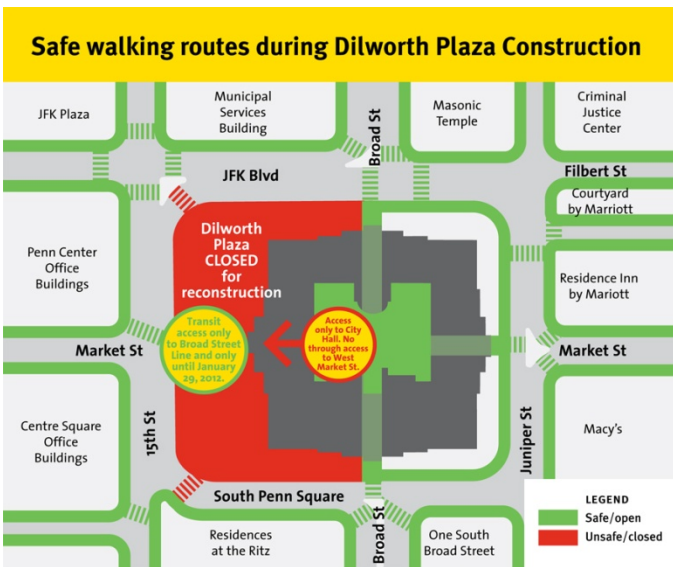 Safe walking routes during Dilworth Plaza Construction
JFK Plaza
Municipal
Services
Building
Broad St
Masonic
Temple
Criminal
Justice
Center
JFK Blvd
Filbert St
Courtyard
by Marriott
Dilworth
Plaza
CLOSED
for
reconstruction
Penn Center
Office
Buildings
Residence Inn
by Mariott
Transit
access only
to Broad Street
Line and only
until January
29, 2012.
Access
only to City
Hall. No
through access
to West
Market St.
Market St
Market St
15th St
Juniper St
Centre Square
Office
Buildings
Macy's
South Penn Square
Residences
at the Ritz
Broad St
One South
Broad Street
LEGEND
Safe/open
Unsafe/closed